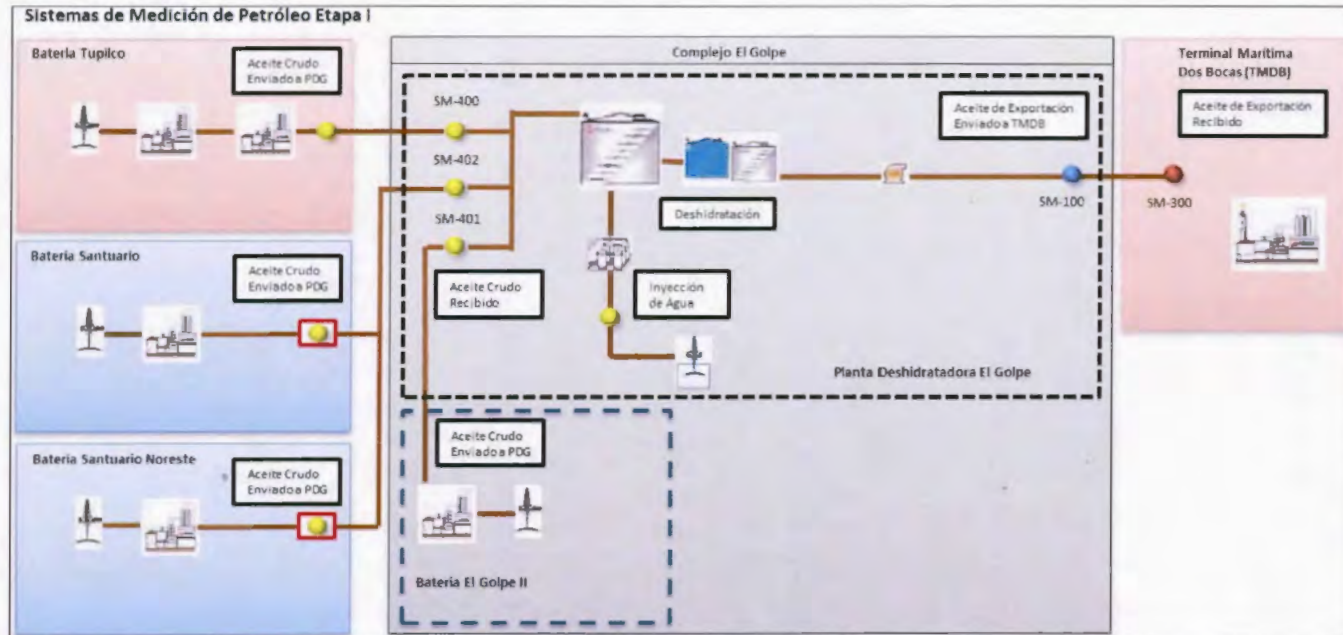 Sistemas de Medición de Petróleo Etapa I
Batería Tupilco
Aceite Crudo
Enviado a PDG
Complejo El Golpe
SM-400
SM-402
SM-401
Aceite Crudo
Recibido
Deshidratación
Inyección
de Agua
Aceite de Exportación
Enviado a TMDB
SM-100
Planta Deshidratadora El Golpe
Terminal Marítima
Dos Bocas (TMDB)
Aceite de Exportación
Recibido
SM-300
Batería Santuario
Aceite Crudo
Enviado a PDG
Batería Santuario Noreste
Aceite Crudo
Enviado a PDG
Aceite Crudo
Enviado a PDG
Batería El Golpe II